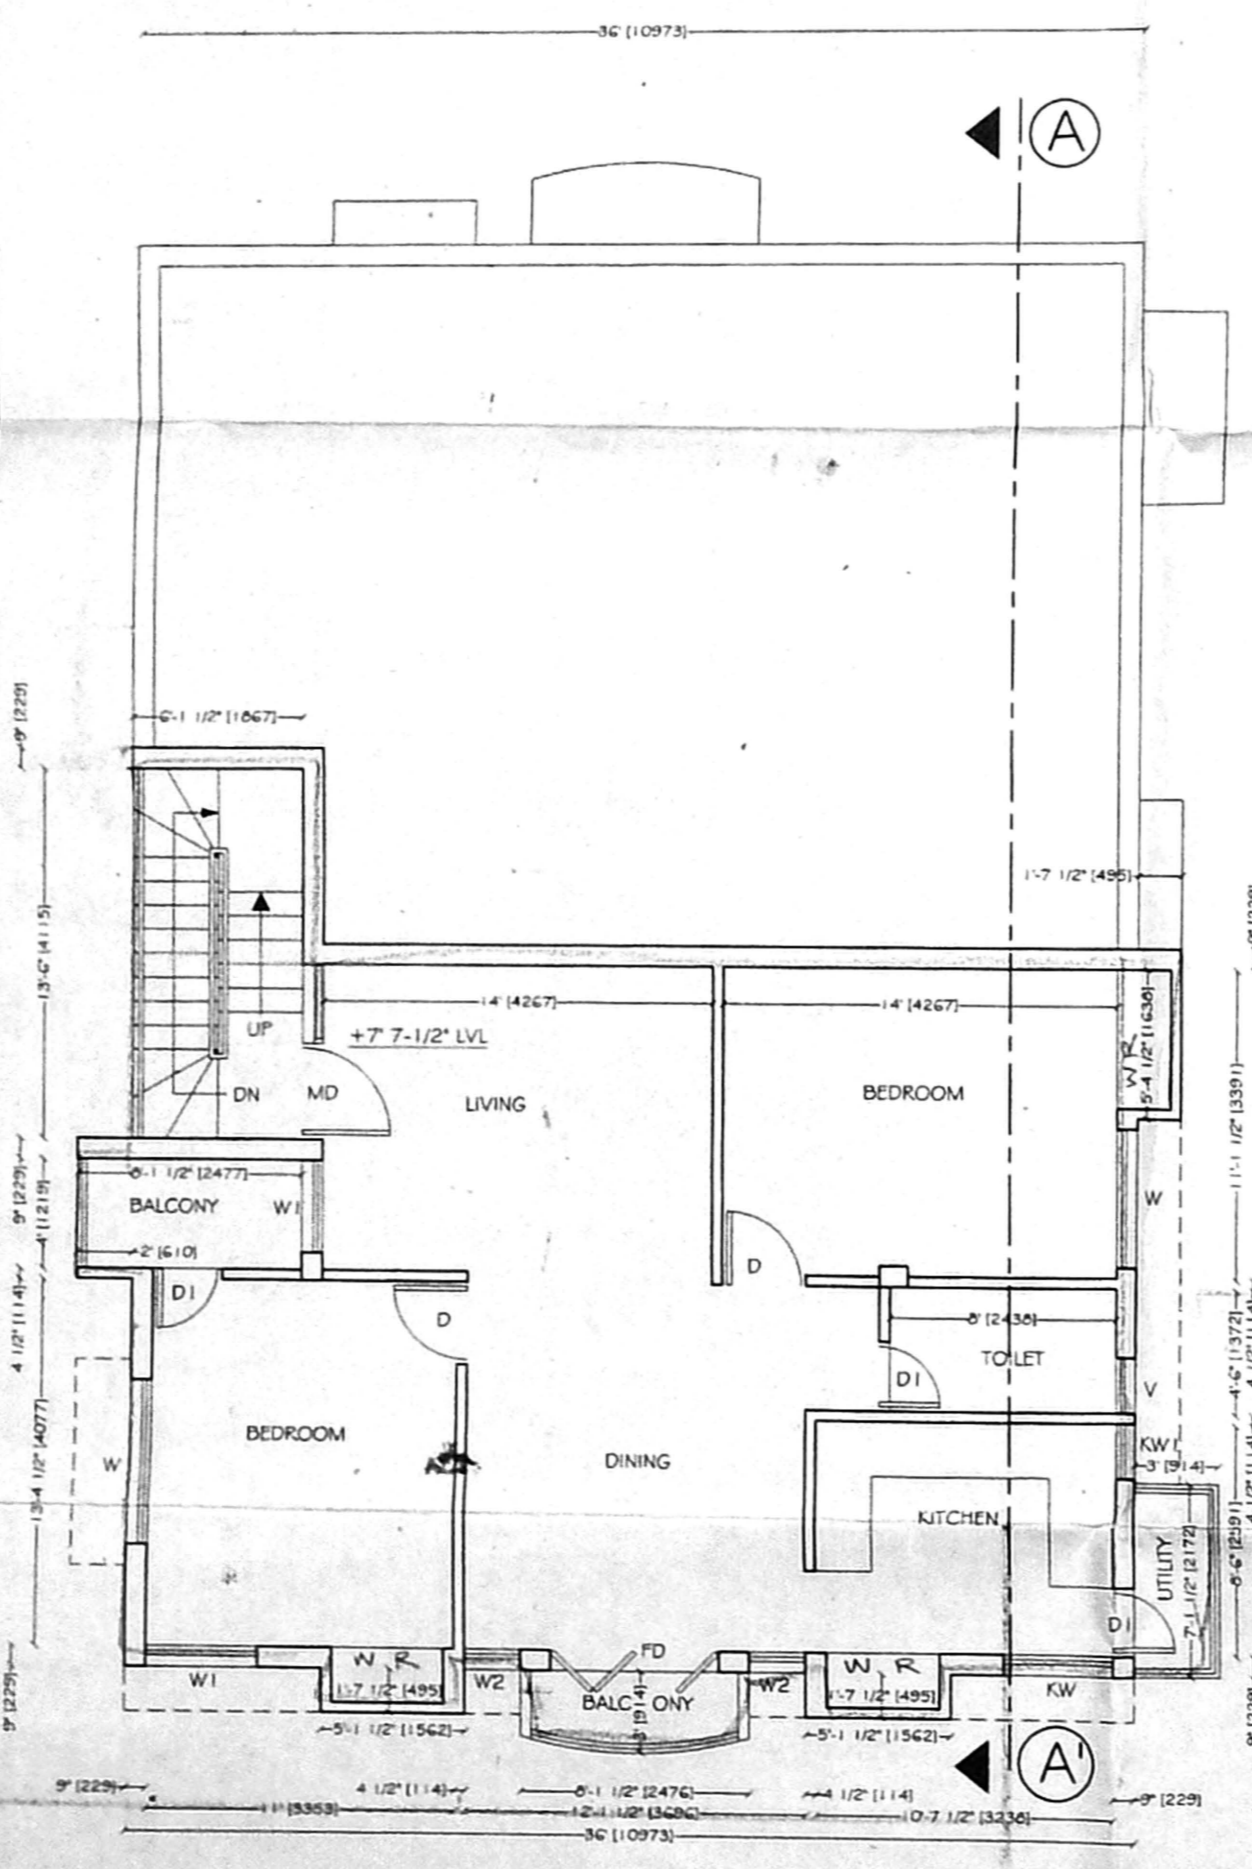 36' [10973]
A
9" [229]
6'-1 1/2" [1867]
1'-7 1/2" [495]
13'-6" [4115]
14' [4267]
14' [4267]
5'-4 1/2" [1638]
W R
UP
+7' 7-1/2" LVL
DN
MD
LIVING
BEDROOM
11'-1 1/2" [3391]
9" [229]
8'-1 1/2" [2477]
BALCONY
W1
W
4' [1219]
2' [610]
D
D1
D
4 1/2" [114]
8' [2438]
TOILET
4'-6" [1372]
D1
V
BEDROOM
W
DINING
KW1
3' [914]
13'-4 1/2" [4077]
KITCHEN
UTILITY
7'-1 1/2" [2172]
8'-6" [2591]
D1
FD
9" [229]
W1
W R
1'-7 1/2" [495]
W2
BALCONY
3' [914]
W2
W R
1'-7 1/2" [495]
KW
5'-1 1/2" [1562]
5'-1 1/2" [1562]
A'
9" [229]
4 1/2" [114]
8'-1 1/2" [2476]
4 1/2" [114]
9" [229]
11' [3353]
12'-1 1/2" [3696]
10'-7 1/2" [3238]
36' [10973]